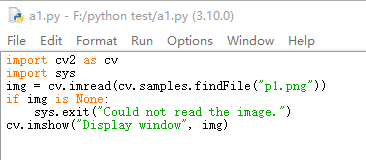 a1.py - F:/python test/a1.py (3.10.0)
File Edit Format Run Options Window Help
import cv2 as cv
import sys
img = cv.imread(cv.samples.findFile("p1.png"))
if img is None:
    sys.exit("Could not read the image.")
cv.imshow("Display window", img)